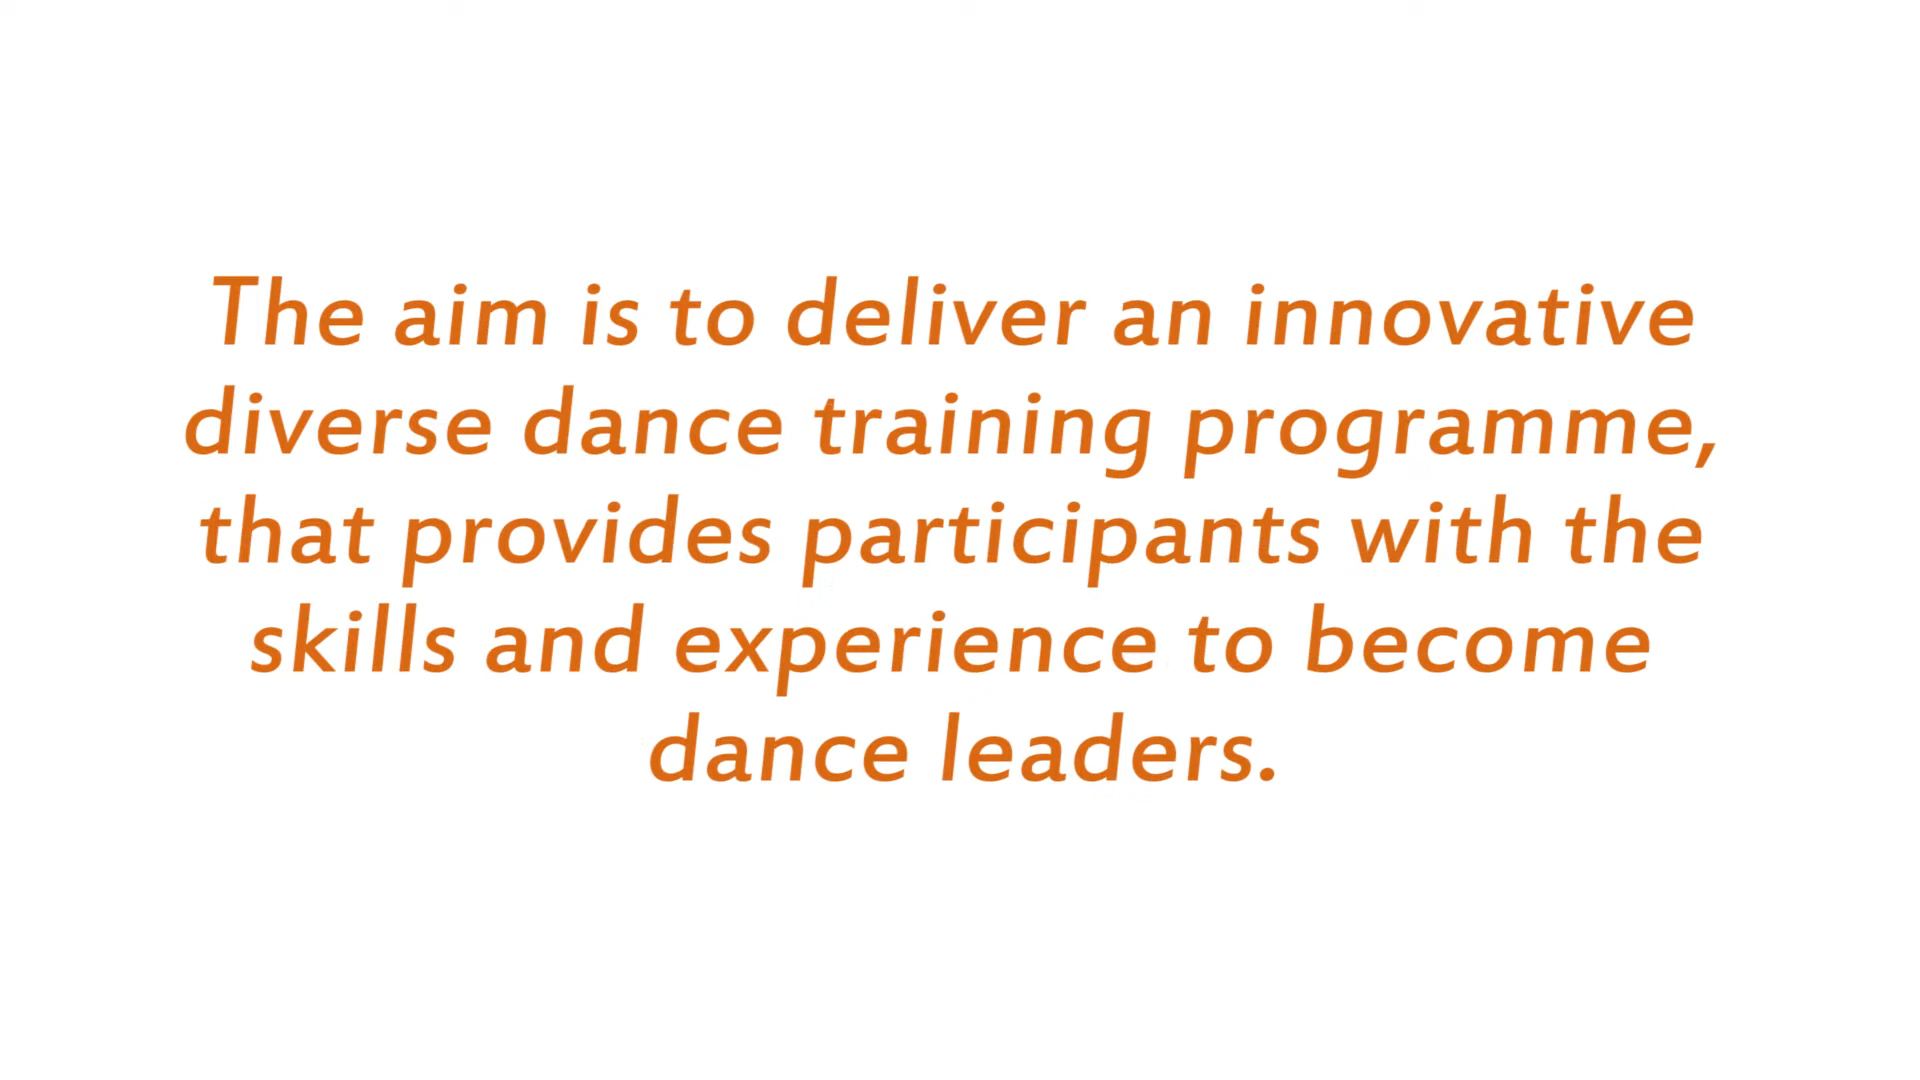 The aim is to deliver an innovative
diverse dance training programme,
that provides participants with the
skills and experience to become
dance leaders.